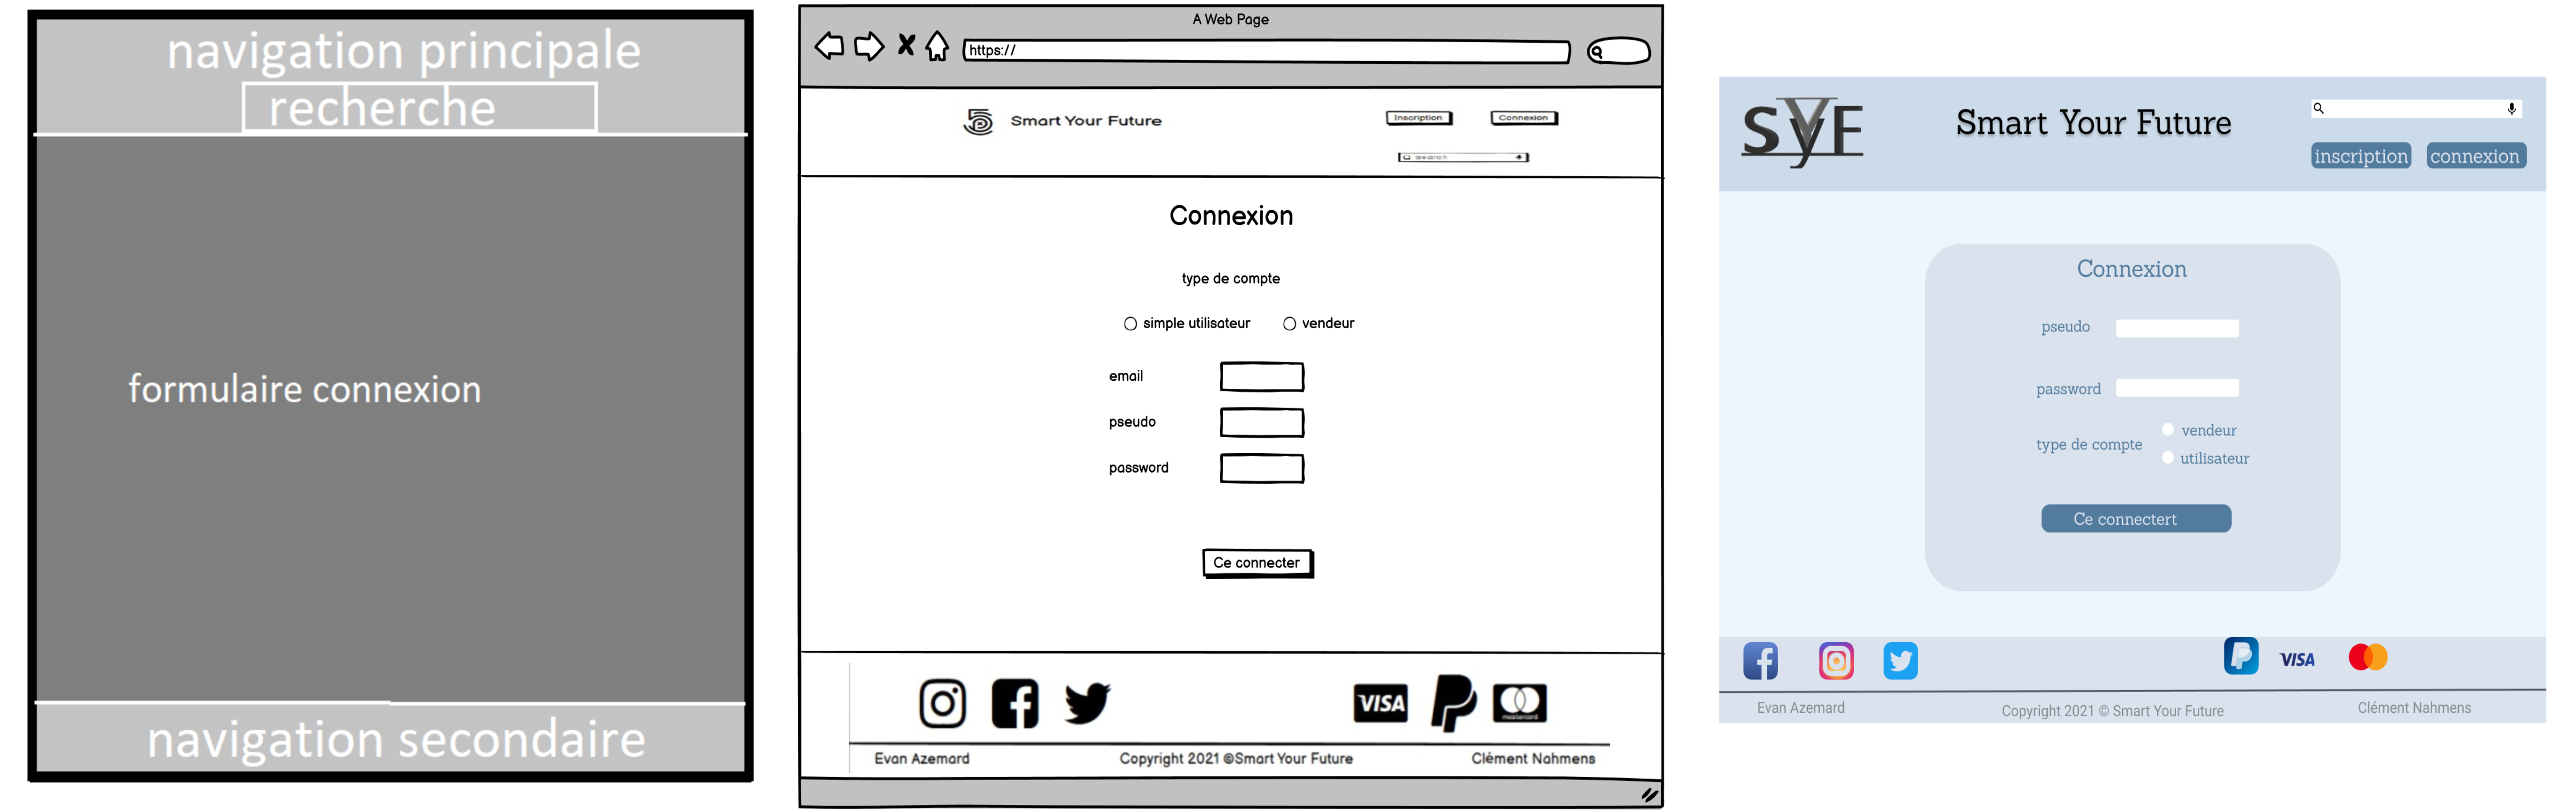 navigation principale
recherche
formulaire connexion
navigation secondaire
A Web Page
https://
Smart Your Future
Inscription
Connexion
search
Connexion
type de compte
simple utilisateur
vendeur
email
pseudo
password
Ce connecter
VISA
mastercard
Evan Azemard
Copyright 2021 ©Smart Your Future
Clément Nahmens
SYF
Smart Your Future
inscription
connexion
Connexion
pseudo
password
type de compte
vendeur
utilisateur
Ce connectert
VISA
Evan Azemard
Copyright 2021 © Smart Your Future
Clément Nahmens